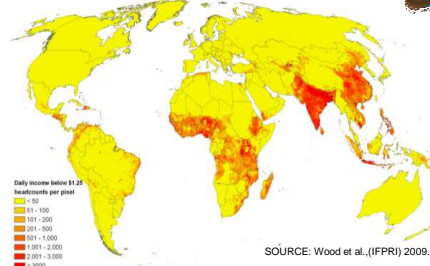 Daily income below $1.25
headcounts per pixel
< 50
51 - 100
101 - 200
201 - 500
501 - 1,000
1.001 - 2.000
2.001 - 3,000
> 3000
SOURCE: Wood et al.,(IFPRI) 2009.